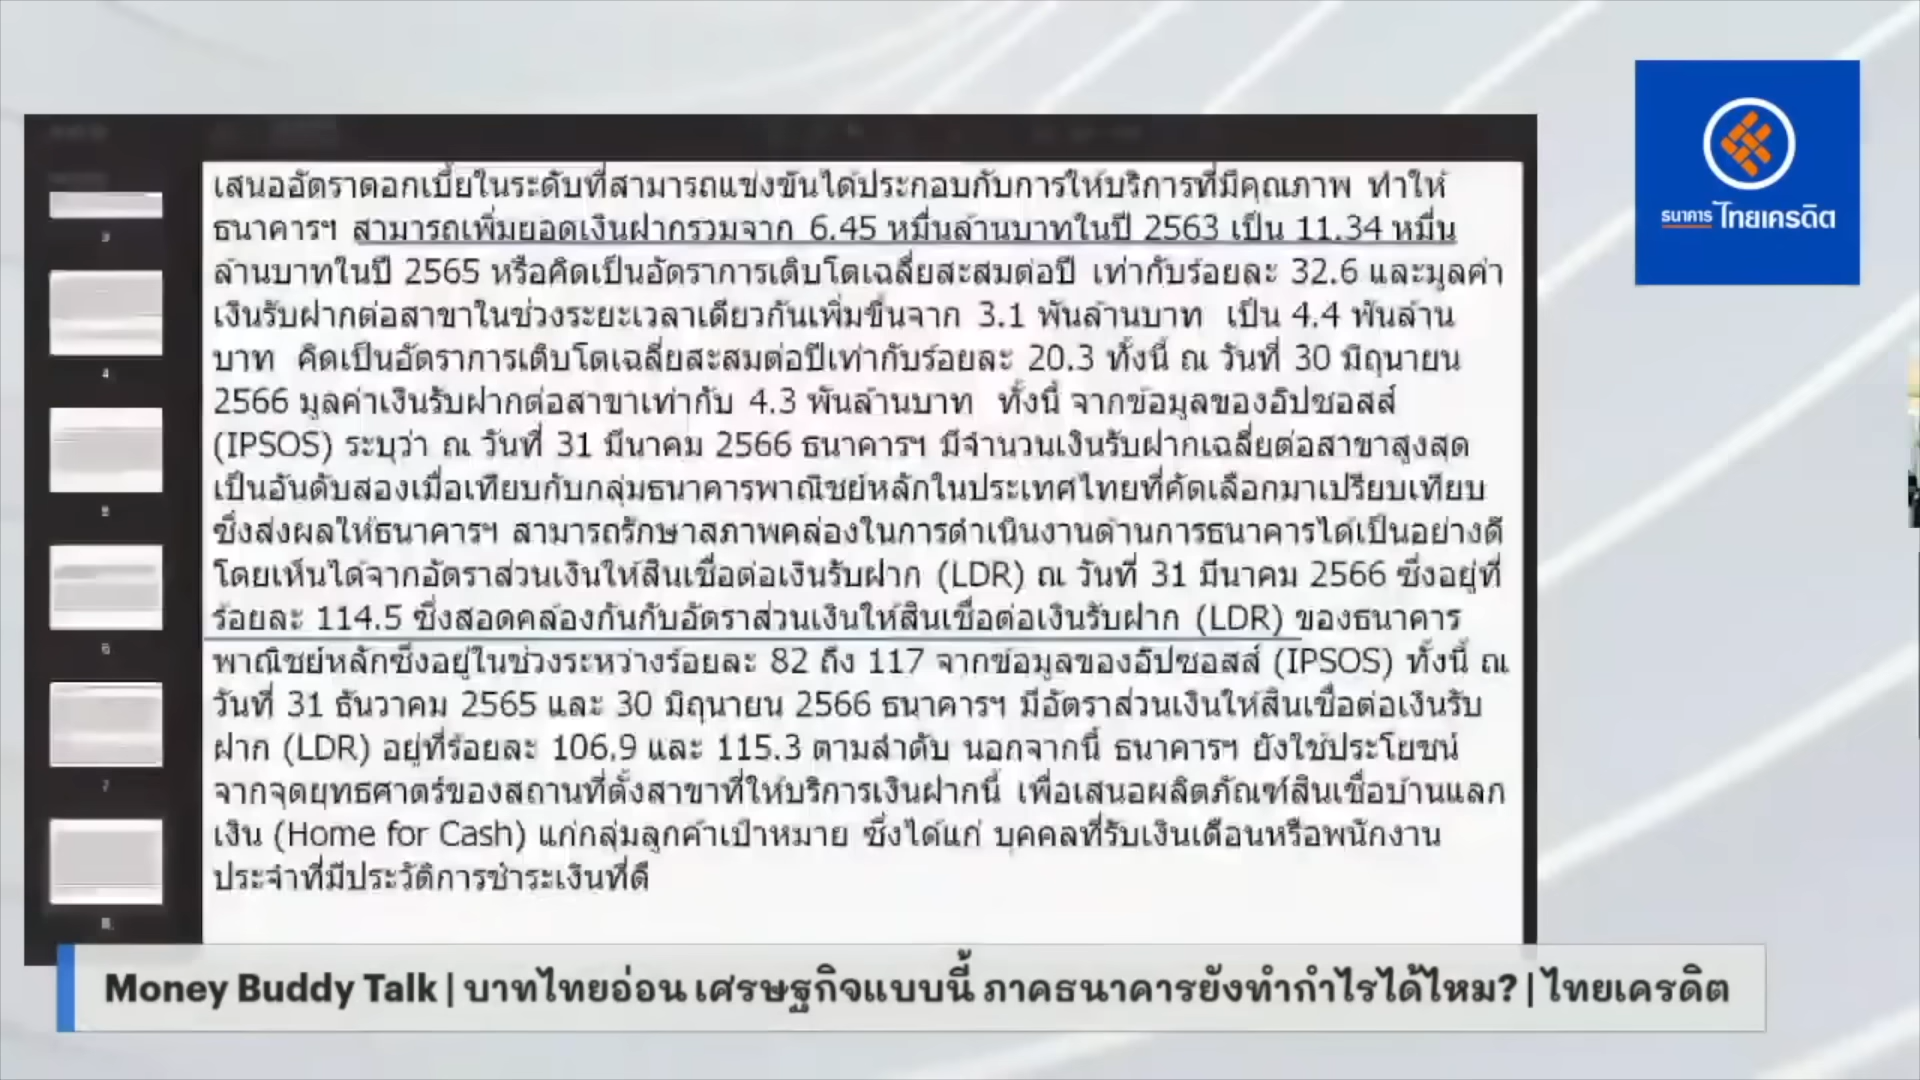 เสนออัตราดอกเบี้ยในระดับที่สามารถแข่งขันได้ประกอบกับการให้บริการที่มีคุณภาพ ทำให้
ธนาคารฯ สามารถเพิ่มยอดเงินฝากรวมจาก 6.45 หมื่นล้านบาทในปี 2563 เป็น 11.34 หมื่น
ล้านบาทในปี 2565 หรือคิดเป็นอัตราการเติบโตเฉลี่ยสะสมต่อปี เท่ากับร้อยละ 32.6 และมูลค่า
เงินรับฝากต่อสาขาในช่วงระยะเวลาเดียวกันเพิ่มขึ้นจาก 3.1 พันล้านบาท เป็น 4.4 พันล้าน
บาท คิดเป็นอัตราการเติบโตเฉลี่ยสะสมต่อปีเท่ากับร้อยละ 20.3 ทั้งนี้ ณ วันที่ 30 มิถุนายน
2566 มูลค่าเงินรับฝากต่อสาขาเท่ากับ 4.3 พันล้านบาท ทั้งนี้ จากข้อมูลของอิปซอสส์
(IPSOS) ระบุว่า ณ วันที่ 31 มีนาคม 2566 ธนาคารฯ มีจำนวนเงินรับฝากเฉลี่ยต่อสาขาสูงสุด
เป็นอันดับสองเมื่อเทียบกับกลุ่มธนาคารพาณิชย์หลักในประเทศไทยที่คัดเลือกมาเปรียบเทียบ
ซึ่งส่งผลให้ธนาคารฯ สามารถรักษาสภาพคล่องในการดำเนินงานด้านการธนาคารได้เป็นอย่างดี
โดยเห็นได้จากอัตราส่วนเงินให้สินเชื่อต่อเงินรับฝาก (LDR) ณ วันที่ 31 มีนาคม 2566 ซึ่งอยู่ที่
ร้อยละ 114.5 ซึ่งสอดคล้องกันกับอัตราส่วนเงินให้สินเชื่อต่อเงินรับฝาก (LDR) ของธนาคาร
พาณิชย์หลักซึ่งอยู่ในช่วงระหว่างร้อยละ 82 ถึง 117 จากข้อมูลของอิปซอสส์ (IPSOS) ทั้งนี้ ณ
วันที่ 31 ธันวาคม 2565 และ 30 มิถุนายน 2566 ธนาคารฯ มีอัตราส่วนเงินให้สินเชื่อต่อเงินรับ
ฝาก (LDR) อยู่ที่ร้อยละ 106.9 และ 115.3 ตามลำดับ นอกจากนี้ ธนาคารฯ ยังใช้ประโยชน์
จากจุดยุทธศาตร์ของสถานที่ตั้งสาขาที่ให้บริการเงินฝากนี้ เพื่อเสนอผลิตภัณฑ์สินเชื่อบ้านแลก
เงิน (Home for Cash) แก่กลุ่มลูกค้าเป้าหมาย ซึ่งได้แก่ บุคคลที่รับเงินเดือนหรือพนักงาน
ประจำที่มีประวัติการชำระเงินที่ดี
ธนาคาร ไทยเครดิต
3
4
5
6
7
8
Money Buddy Talk | บาทไทยอ่อน เศรษฐกิจแบบนี้ ภาคธนาคารยังทำกำไรได้ไหม? | ไทยเครดิต